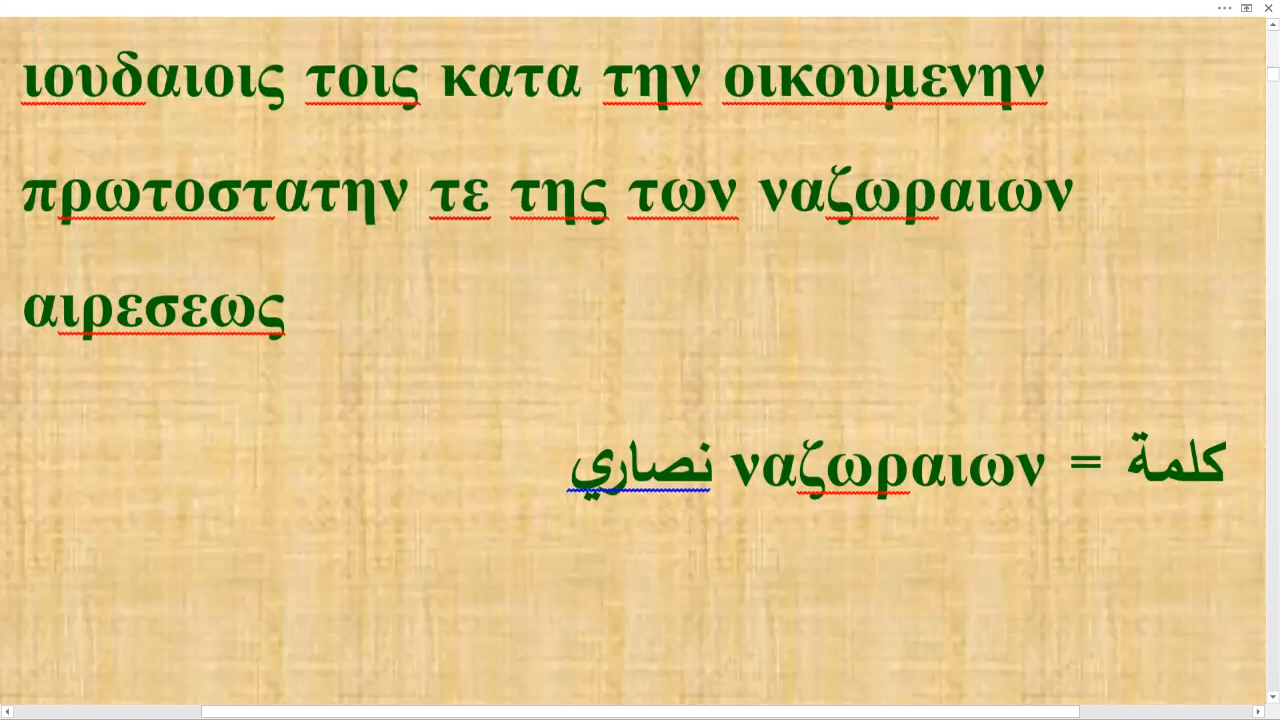 ιουδαιοις τοις κατα την οικουμενην
πρωτοστατην τε της των ναζωραιων
αιρεσεως
كلمة = ναζωραιων نصاري